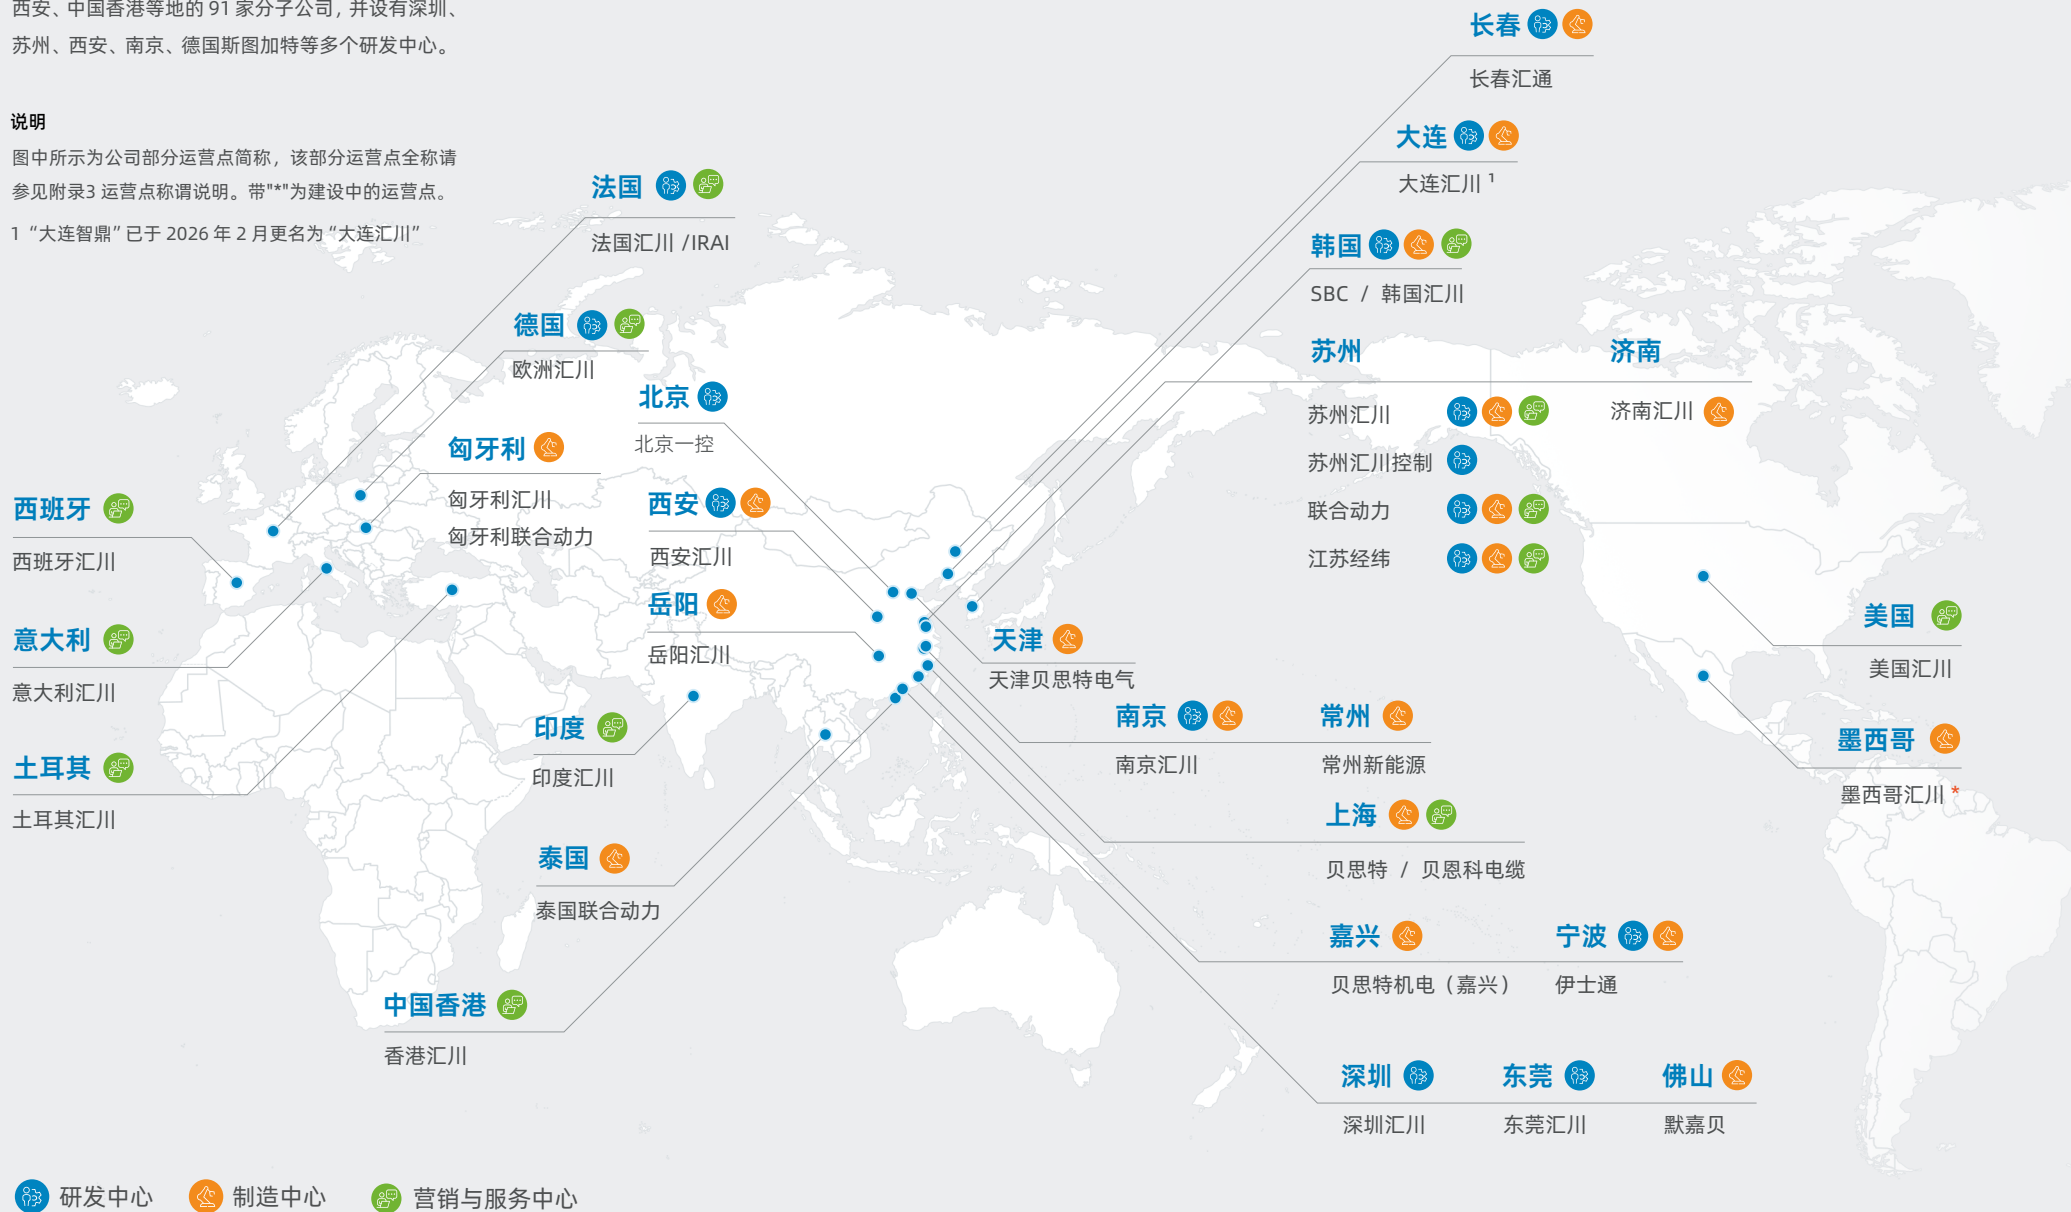 西安、中国香港等地的 91 家分子公司，并设有深圳、
苏州、西安、南京、德国斯图加特等多个研发中心。
说明
图中所示为公司部分运营点简称，该部分运营点全称请
参见附录3 运营点称谓说明。带"*"为建设中的运营点。
1 “大连智鼎”已于 2026 年 2 月更名为“大连汇川”
长春
长春汇通
大连
大连汇川 ¹
法国
法国汇川 /IRAI
韩国
SBC / 韩国汇川
德国
欧洲汇川
苏州
济南
苏州汇川
济南汇川
苏州汇川控制
联合动力
江苏经纬
北京
北京一控
匈牙利
匈牙利汇川
匈牙利联合动力
西班牙
西班牙汇川
西安
西安汇川
岳阳
岳阳汇川
意大利
意大利汇川
天津
天津贝思特电气
美国
美国汇川
土耳其
土耳其汇川
印度
印度汇川
南京
常州
南京汇川
常州新能源
墨西哥
墨西哥汇川 *
上海
贝思特 / 贝恩科电缆
泰国
泰国联合动力
嘉兴
宁波
贝思特机电（嘉兴）
伊士通
中国香港
香港汇川
深圳
东莞
佛山
深圳汇川
东莞汇川
默嘉贝
研发中心
制造中心
营销与服务中心